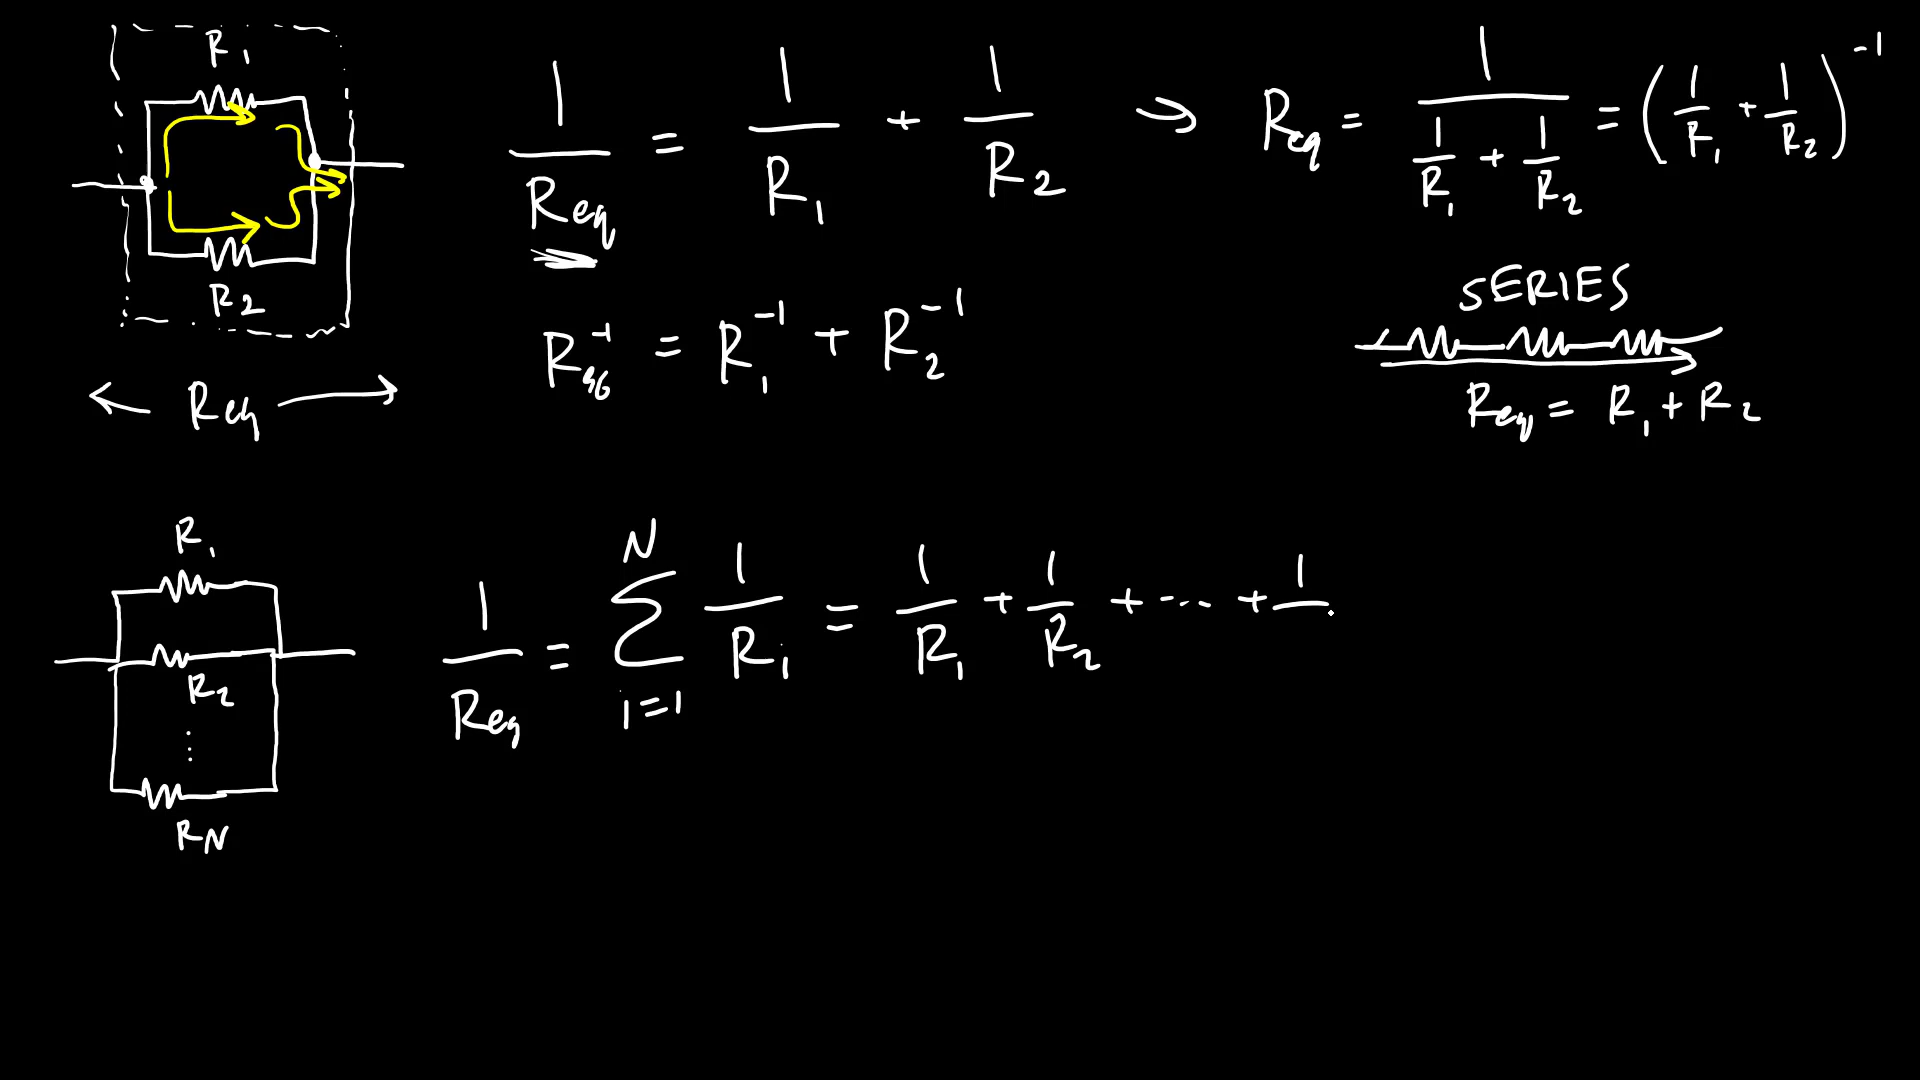 R₁
R₂
← Req →
1/Req = 1/R₁ + 1/R₂ → Req = 1/(1/R₁ + 1/R₂) = (1/R₁ + 1/R₂)⁻¹
Req⁻¹ = R₁⁻¹ + R₂⁻¹
SERIES
Req = R₁ + R₂
R₁
R₂
⋮
RN
1/Req = ∑ᵢ₌₁ᴺ 1/Rᵢ = 1/R₁ + 1/R₂ + ... + 1/